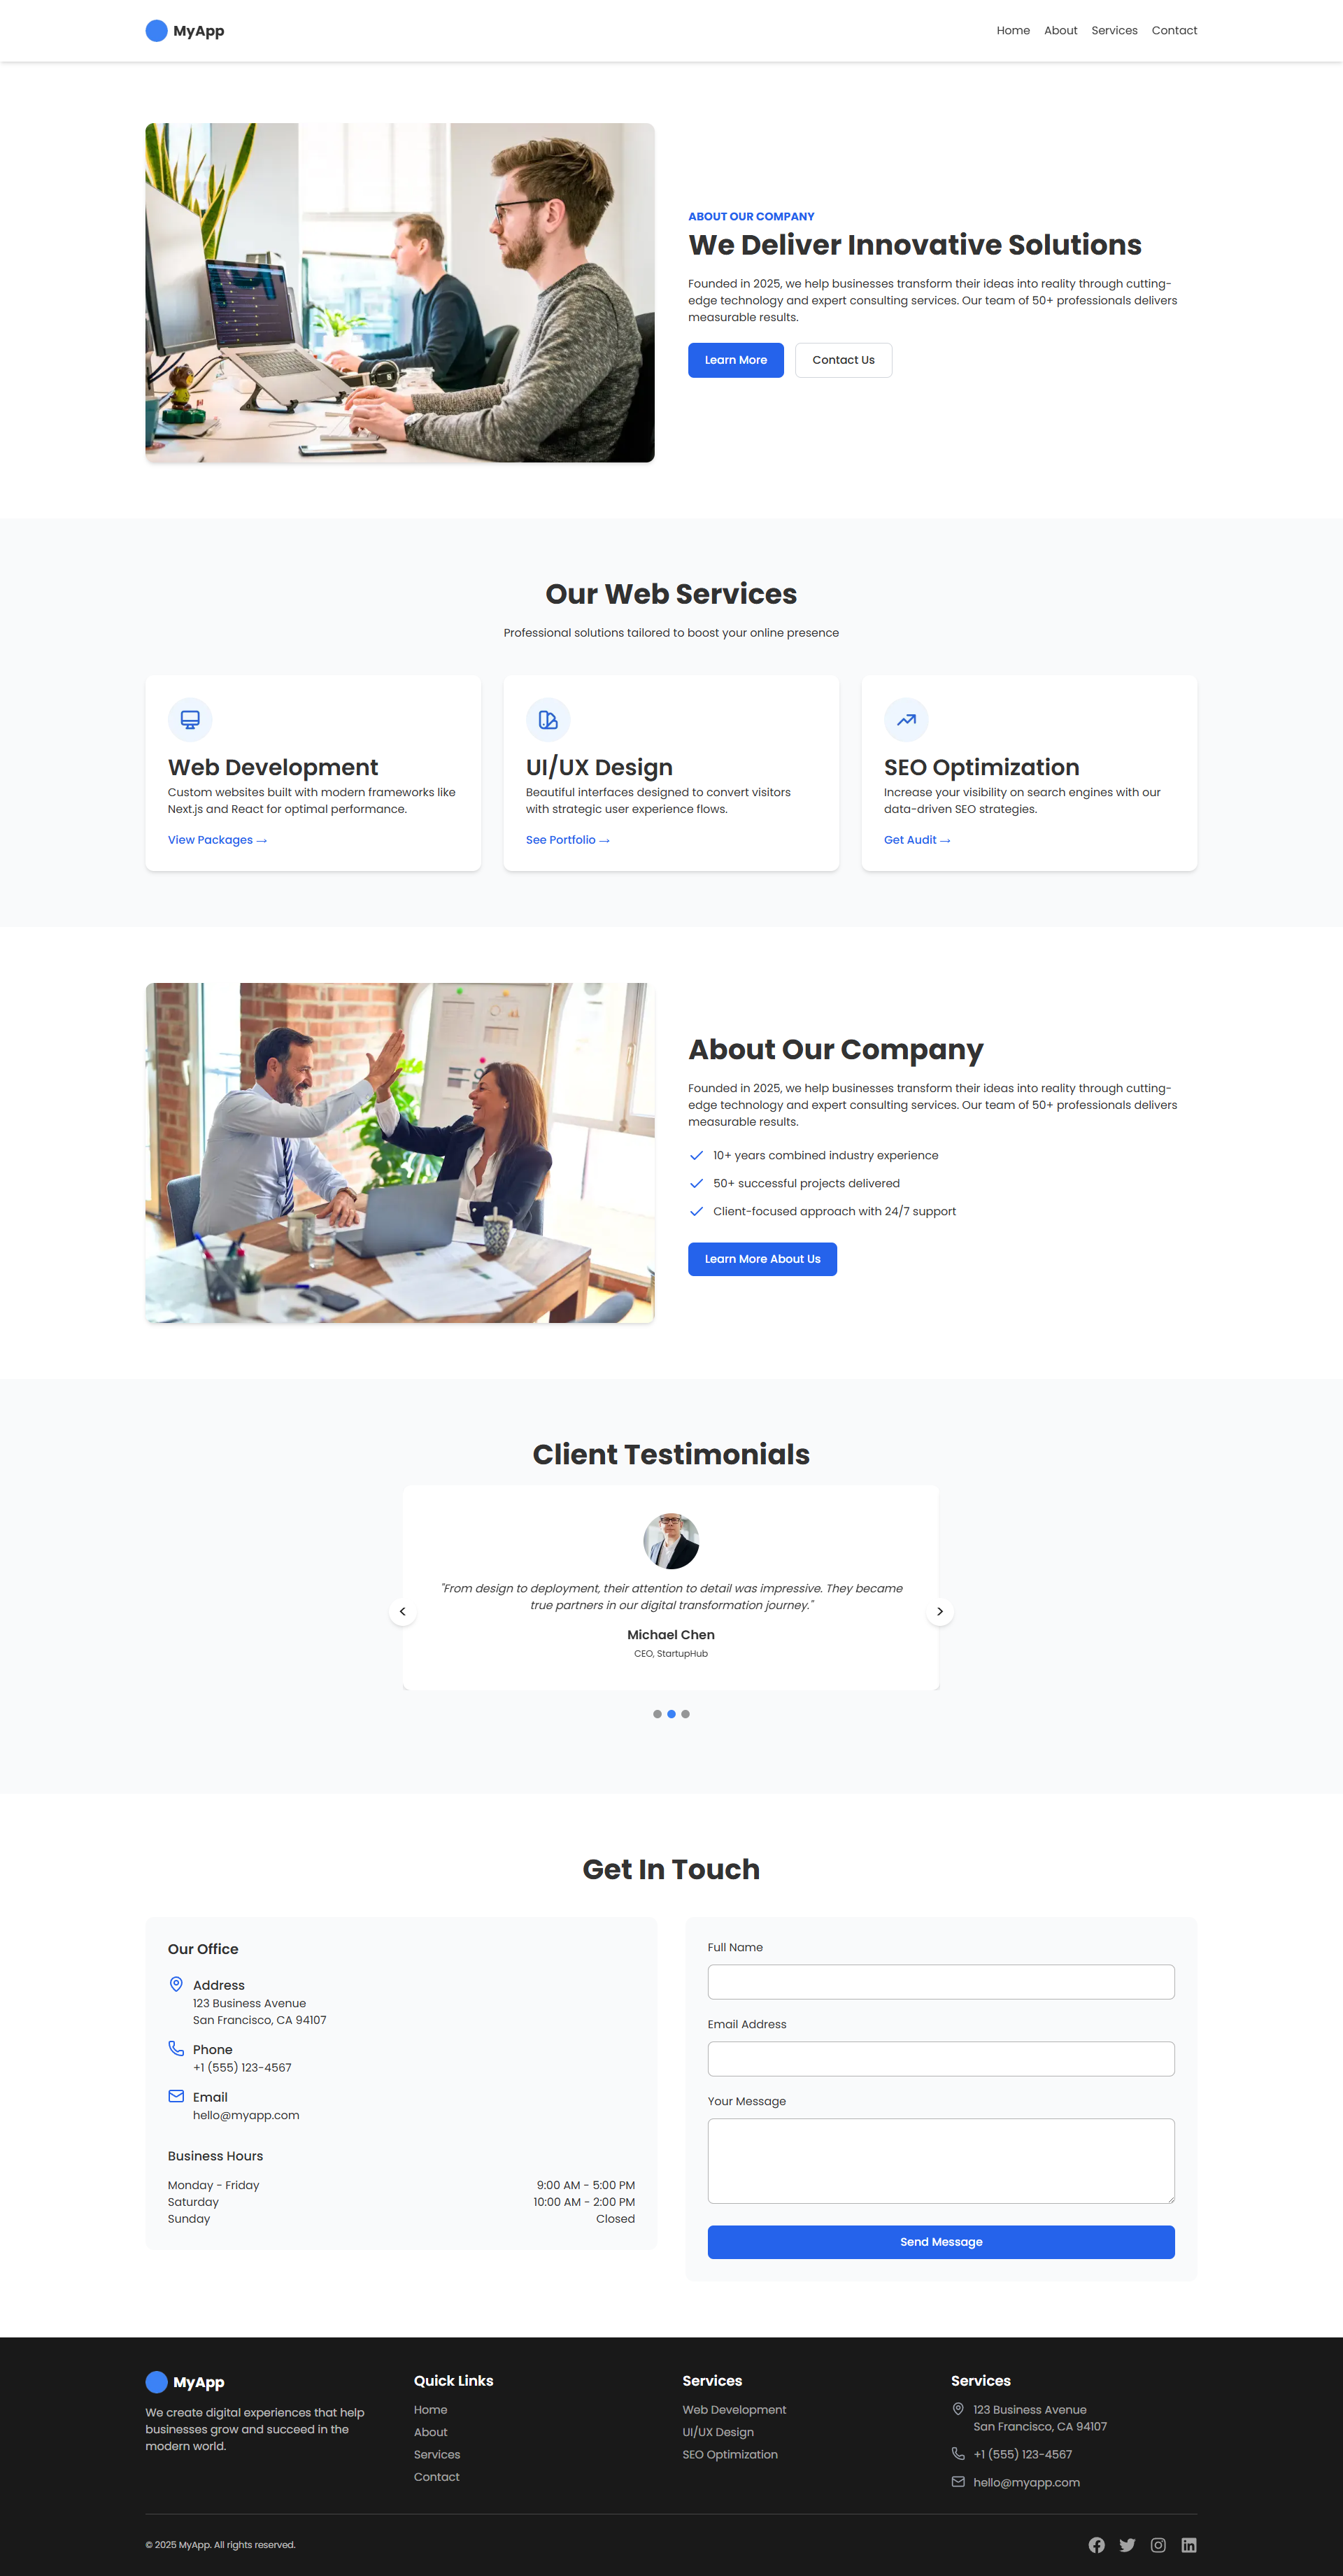 MyApp
Home About Services Contact
ABOUT OUR COMPANY
We Deliver Innovative Solutions
Founded in 2025, we help businesses transform their ideas into reality through cutting-
edge technology and expert consulting services. Our team of 50+ professionals delivers
measurable results.
Learn More
Contact Us
Our Web Services
Professional solutions tailored to boost your online presence
Web Development
Custom websites built with modern frameworks like
Next.js and React for optimal performance.
View Packages →
UI/UX Design
Beautiful interfaces designed to convert visitors
with strategic user experience flows.
See Portfolio →
SEO Optimization
Increase your visibility on search engines with our
data-driven SEO strategies.
Get Audit →
About Our Company
Founded in 2025, we help businesses transform their ideas into reality through cutting-
edge technology and expert consulting services. Our team of 50+ professionals delivers
measurable results.
10+ years combined industry experience
50+ successful projects delivered
Client-focused approach with 24/7 support
Learn More About Us
Client Testimonials
"From design to deployment, their attention to detail was impressive. They became
true partners in our digital transformation journey."
Michael Chen
CEO, StartupHub
Get In Touch
Our Office
Address
123 Business Avenue
San Francisco, CA 94107
Phone
+1 (555) 123-4567
Email
hello@myapp.com
Business Hours
Monday - Friday 9:00 AM - 5:00 PM
Saturday 10:00 AM - 2:00 PM
Sunday Closed
Full Name
Email Address
Your Message
Send Message
MyApp
We create digital experiences that help
businesses grow and succeed in the
modern world.
Quick Links
Home
About
Services
Contact
Services
Web Development
UI/UX Design
SEO Optimization
Services
123 Business Avenue
San Francisco, CA 94107
+1 (555) 123-4567
hello@myapp.com
© 2025 MyApp. All rights reserved.